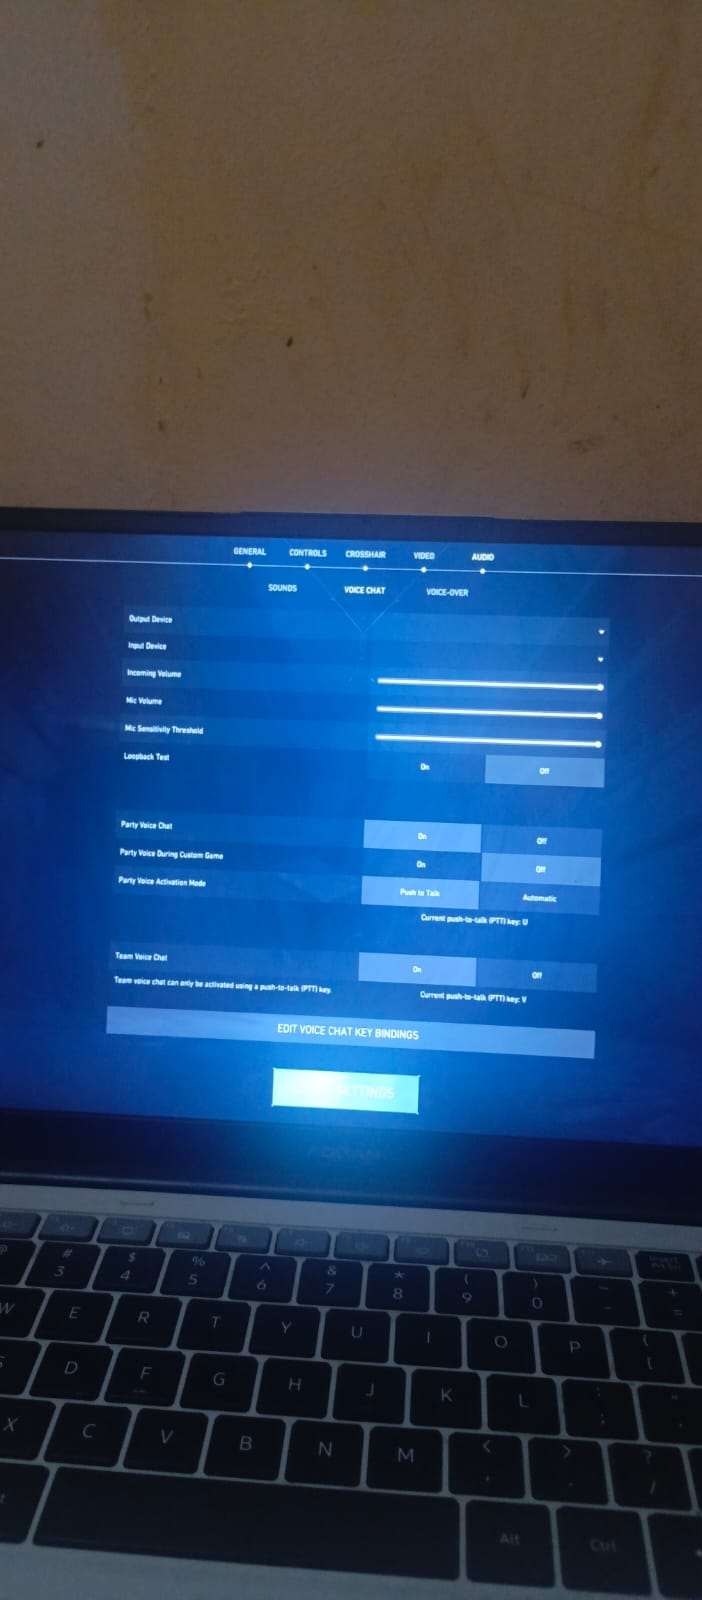 GENERAL CONTROLS CROSSHAIR VIDEO AUDIO
SOUNDS VOICE CHAT VOICE-OVER
Output Device
Input Device
Incoming Volume
Mic Volume
Mic Sensitivity Threshold
Loopback Test On Off
Party Voice Chat On Off
Party Voice During Custom Game On Off
Party Voice Activation Mode Push to Talk Automatic
Current push-to-talk (PTT) key: U
Team Voice Chat On Off
Team voice chat can only be activated using a push-to-talk (PTT) key. Current push-to-talk (PTT) key: V
EDIT VOICE CHAT KEY BINDINGS
SETTINGS
# $ % ^ & * ( ) _ +
3 4 5 6 7 8 9 0 - =
W E R T Y U I O P { [
D F G H J K L : ; "
X C V B N M < , > . ? /
Alt Ctrl